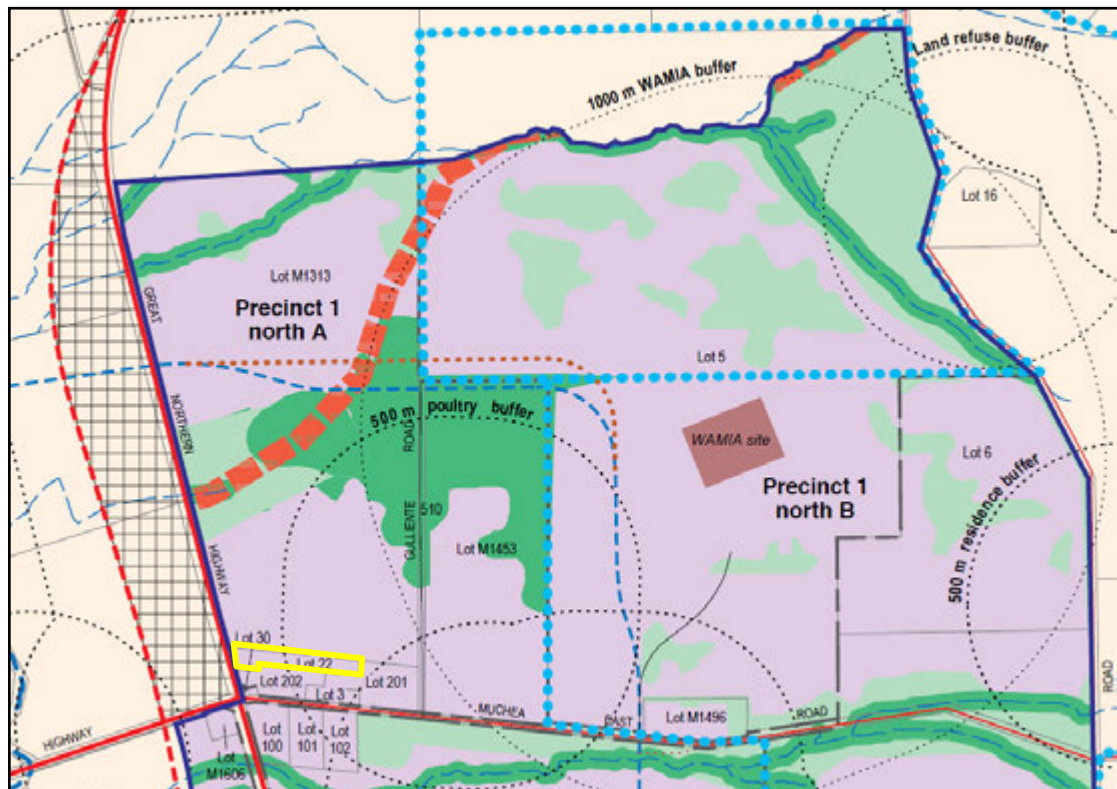 Land refuse buffer
1000 m WAMIA buffer
Lot 16
Lot M1313
GREAT
Precinct 1
north A
Lot 5
NORTHERN
500 m poultry buffer
ROAD
WAMIA site
Lot 6
Precinct 1
north B
510
GULLIENTE
Lot M1453
HIGHWAY
500 m residence buffer
Lot 30
Lot 22
Lot 202
Lot 201
Lot 3
ROAD
MUCHEA
EAST
ROAD
Lot M1496
HIGHWAY
Lot
100
Lot
101
Lot
102
Lot
M1606